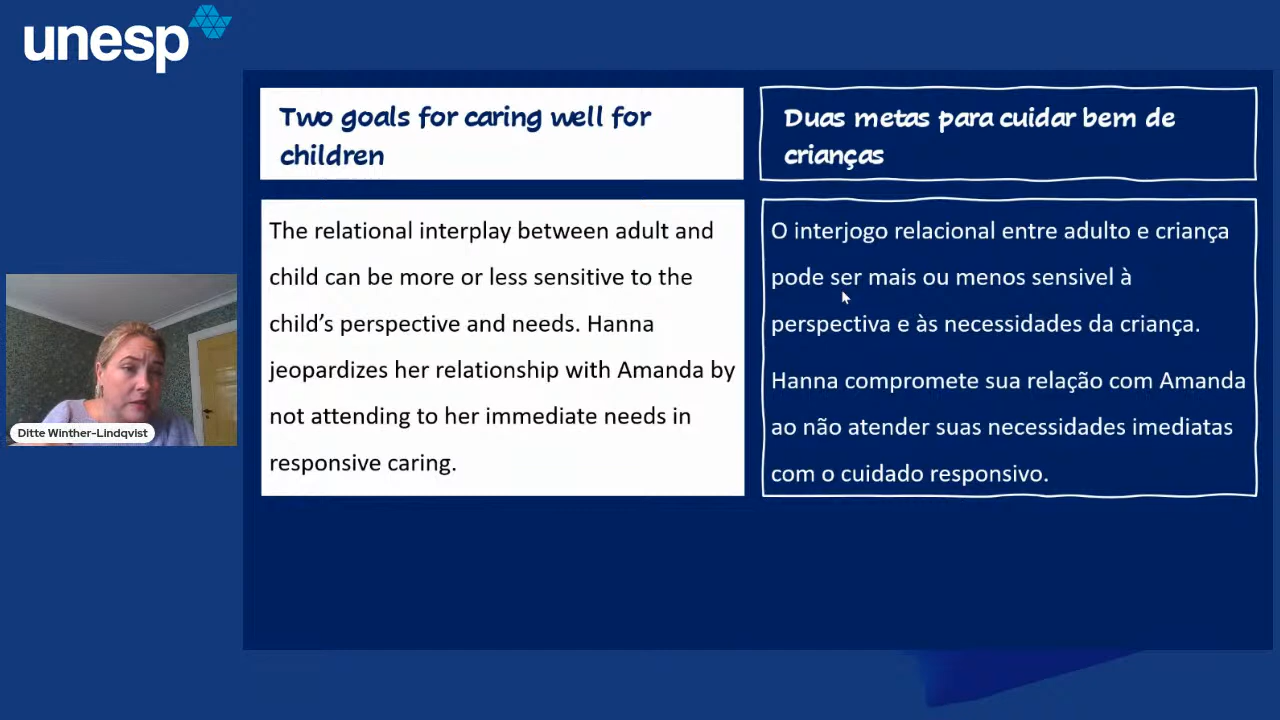 unesp
Two goals for caring well for
children
The relational interplay between adult and
child can be more or less sensitive to the
child’s perspective and needs. Hanna
jeopardizes her relationship with Amanda by
not attending to her immediate needs in
responsive caring.
Duas metas para cuidar bem de
crianças
O interjogo relacional entre adulto e criança
pode ser mais ou menos sensivel à
perspectiva e às necessidades da criança.
Hanna compromete sua relação com Amanda
ao não atender suas necessidades imediatas
com o cuidado responsivo.
Ditte Winther-Lindqvist